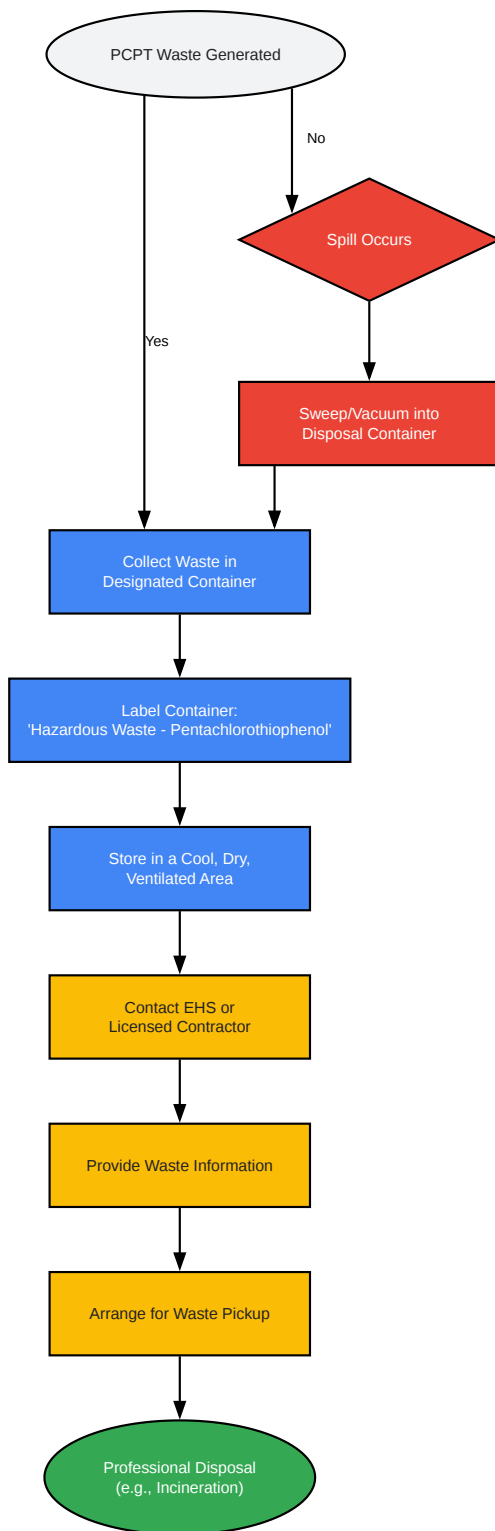 PCPT Waste Generated
No
Spill Occurs
Yes
Sweep/Vacuum into
Disposal Container
Collect Waste in
Designated Container
Label Container:
'Hazardous Waste - Pentachlorothiophenol'
Store in a Cool, Dry,
Ventilated Area
Contact EHS or
Licensed Contractor
Provide Waste Information
Arrange for Waste Pickup
Professional Disposal
(e.g., Incineration)